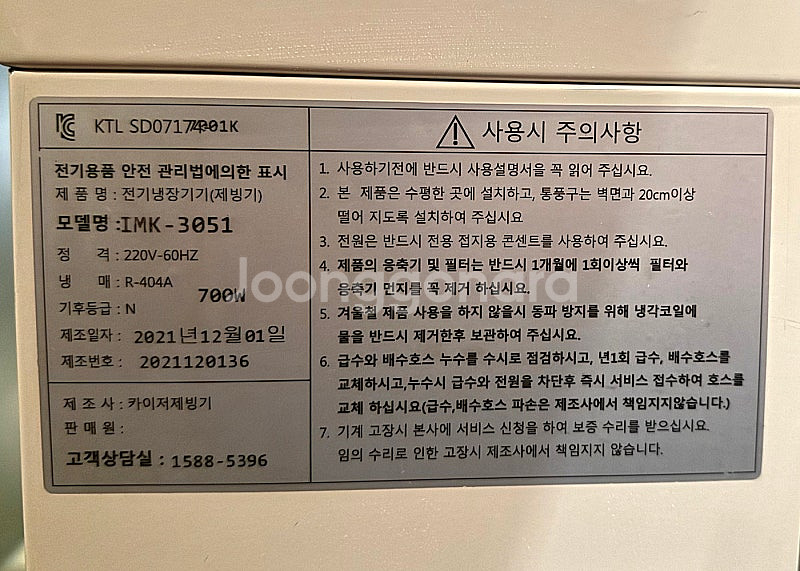 KTL SD07174-
사용시 주의사항
전기용품 안전 관리법에의한 표시
제 품 명 : 전기냉장기기(제빙기)
모델명 :IMK-3051
정 격 : 220V-60HZ
냉 매 : R-404A
700W
기후등급 : N
제조일자 : 2021년12월01일
제조번호 : 2021120136
제 조 사 : 카이저제빙기
판 매 원 :
고객상담실 : 1588-5396
1. 사용하기전에 반드시 사용설명서을 꼭 읽어 주십시요.
2. 본 제품은 수평한 곳에 설치하고, 통풍구는 벽면과 20cm이상
떨어 지도록 설치하여 주십시요
3. 전원은 반드시 전용 접지용 콘센트를 사용하여 주십시요.
4. 제품의 응축기 및 필터는 반드시 1개월에 1회이상씩 필터와
응축기 먼지를 꼭 제거 하십시요.
5. 겨울철 제품 사용을 하지 않을시 동파 방지를 위해 냉각코일에
물을 반드시 제거한후 보관하여 주십시요.
6. 급수와 배수호스 누수를 수시로 점검하시고, 년1회 급수, 배수호스를
교체하시고,누수시 급수와 전원을 차단후 즉시 서비스 접수하여 호스를
교체 하십시요(급수,배수호스 파손은 제조사에서 책임지지않습니다.)
7. 기계 고장시 본사에 서비스 신청을 하여 보증 수리를 받으십시요.
임의 수리로 인한 고장시 제조사에서 책임지지 않습니다.
joonggonara